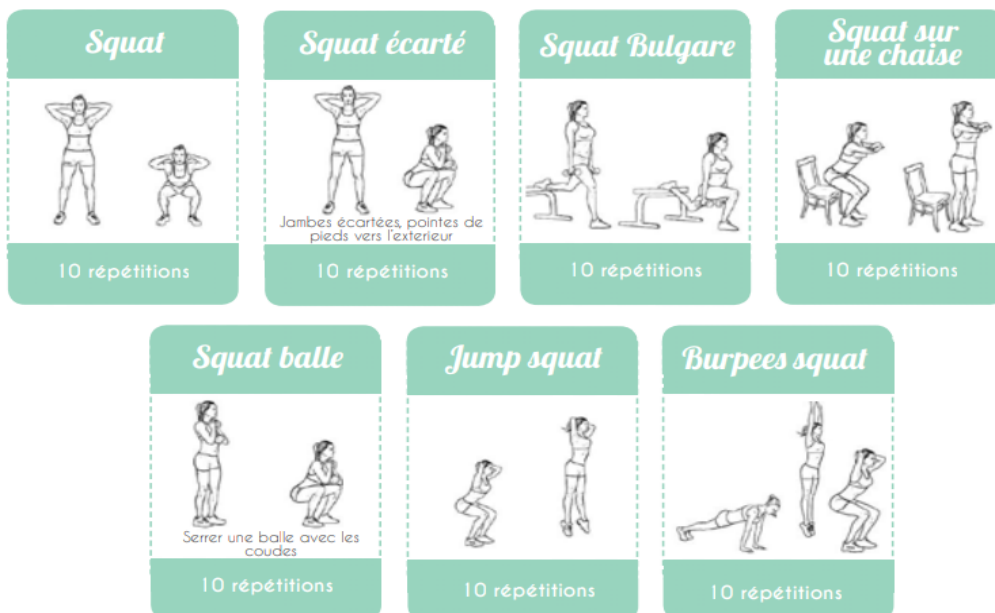 Squat
Squat écarté
Squat Bulgare
Squat sur
une chaise
Jambes écartées, pointes de
pieds vers l'exterieur
10 répétitions
10 répétitions
10 répétitions
10 répétitions
Squat balle
Jump squat
Burpees squat
Serrer une balle avec les
coudes
10 répétitions
10 répétitions
10 répétitions